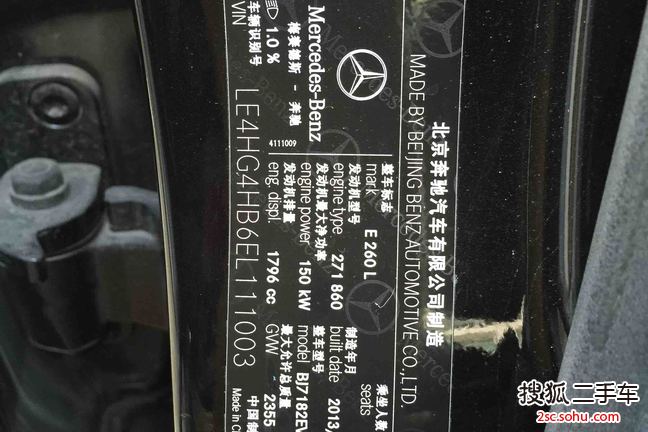 北京奔驰汽车有限公司制造
MADE BY BEIJING BENZ AUTOMOTIVE CO.,LTD.
Mercedes-Benz
梅赛德斯 - 奔驰
4111009
整车标志
mark E 260 L
乘坐人数
seats
发动机型号
engine type 271 860
制造年月
built date 2013,
发动机最大净功率
engine power 150 kW
整车型号
model BJ7182EV
发动机排量
eng. displ. 1796 cc
最大允许总质量
GVW 2355
1.0 %
车辆识别号
VIN LE4HG4HB6EL111003
中国制
Made in C
搜狐二手车
2sc.sohu.com